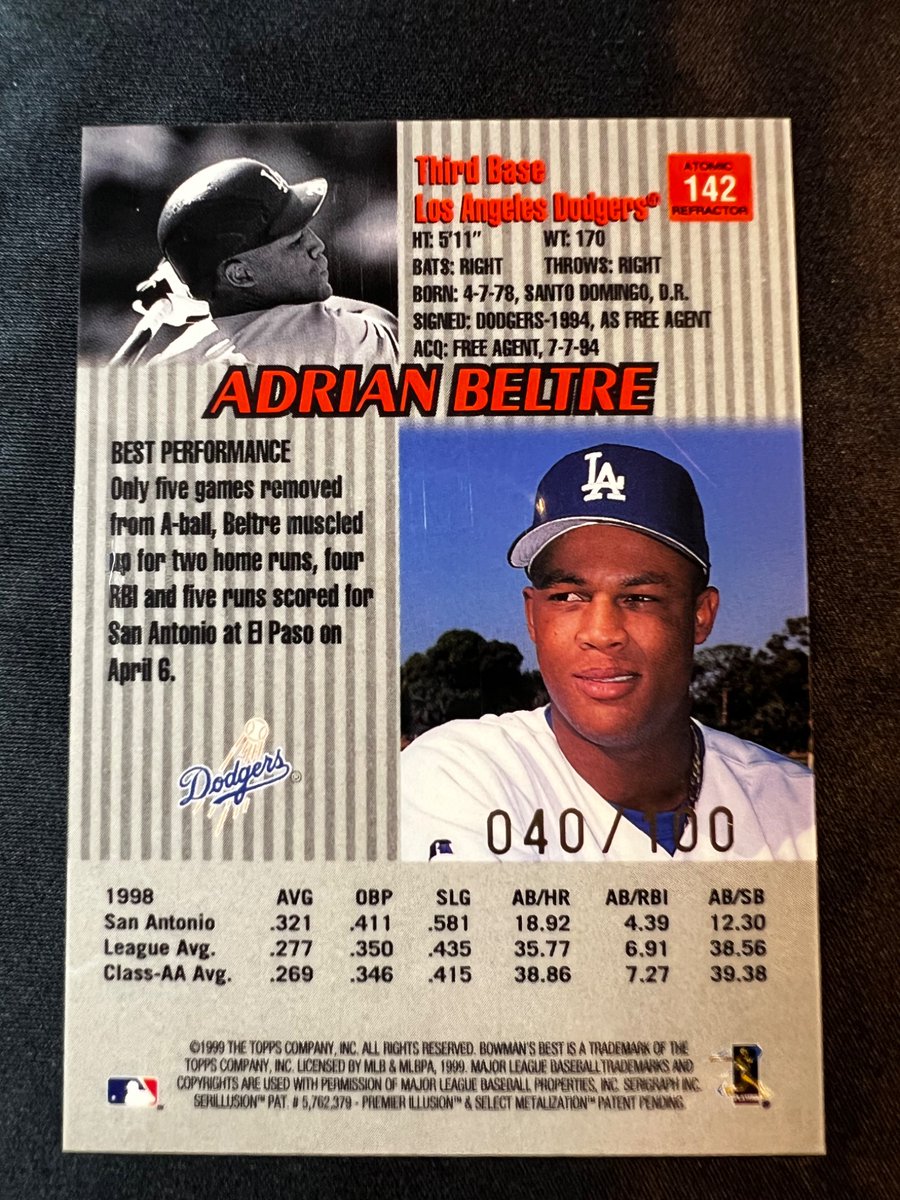 Third Base
Los Angeles Dodgers®
ATOMIC
142
REFRACTOR
HT: 5'11" WT: 170
BATS: RIGHT THROWS: RIGHT
BORN: 4-7-78, SANTO DOMINGO, D.R.
SIGNED: DODGERS-1994, AS FREE AGENT
ACQ: FREE AGENT, 7-7-94
ADRIAN BELTRE
BEST PERFORMANCE
Only five games removed
from A-ball, Beltre muscled
up for two home runs, four
RBI and five runs scored for
San Antonio at El Paso on
April 6.
LA
LA
Dodgers
040/100
1998 AVG OBP SLG AB/HR AB/RBI AB/SB
San Antonio .321 .411 .581 18.92 4.39 12.30
League Avg. .277 .350 .435 35.77 6.91 38.56
Class-AA Avg. .269 .346 .415 38.86 7.27 39.38
©1999 THE TOPPS COMPANY, INC. ALL RIGHTS RESERVED. BOWMAN'S BEST IS A TRADEMARK OF THE
TOPPS COMPANY, INC. LICENSED BY MLB & MLBPA, 1999. MAJOR LEAGUE BASEBALL TRADEMARKS AND
COPYRIGHTS ARE USED WITH PERMISSION OF MAJOR LEAGUE BASEBALL PROPERTIES, INC. SERIGRAPH INC.
SERILLUSION™ PAT. # 5,762,379 - PREMIER ILLUSION™ & SELECT METALIZATION™ PATENT PENDING.